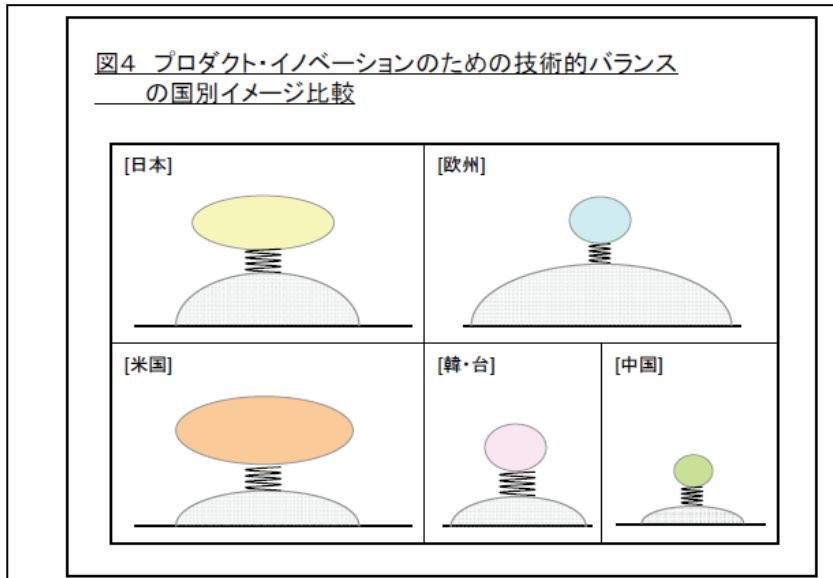 図4 プロダクト・イノベーションのための技術的バランス
の国別イメージ比較
[日本]
[欧州]
[米国]
[韓・台]
[中国]